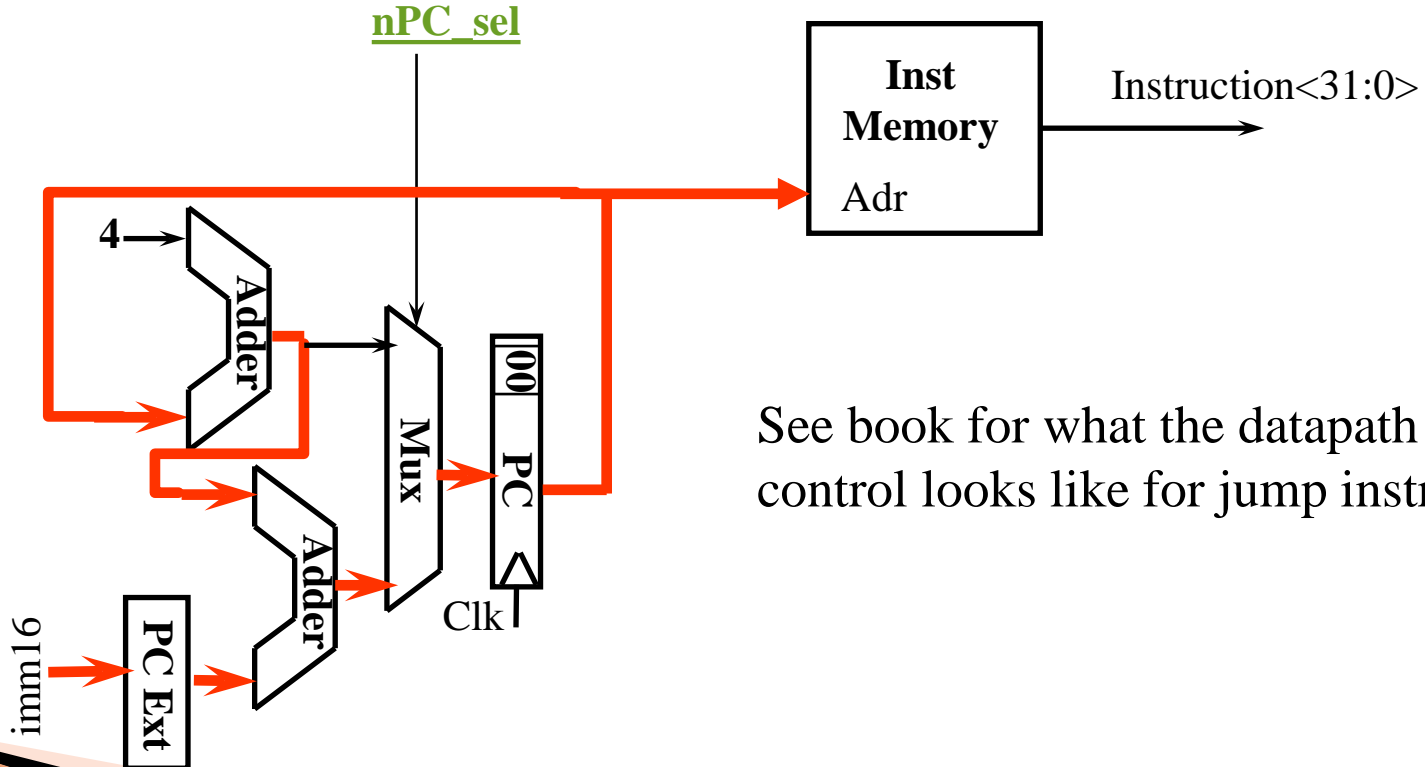 nPC_sel
Inst
Memory
Adr
Instruction<31:0>
4
Adder
Mux
00
PC
Clk
Adder
PC Ext
imm16
See book for what the datapath
control looks like for jump